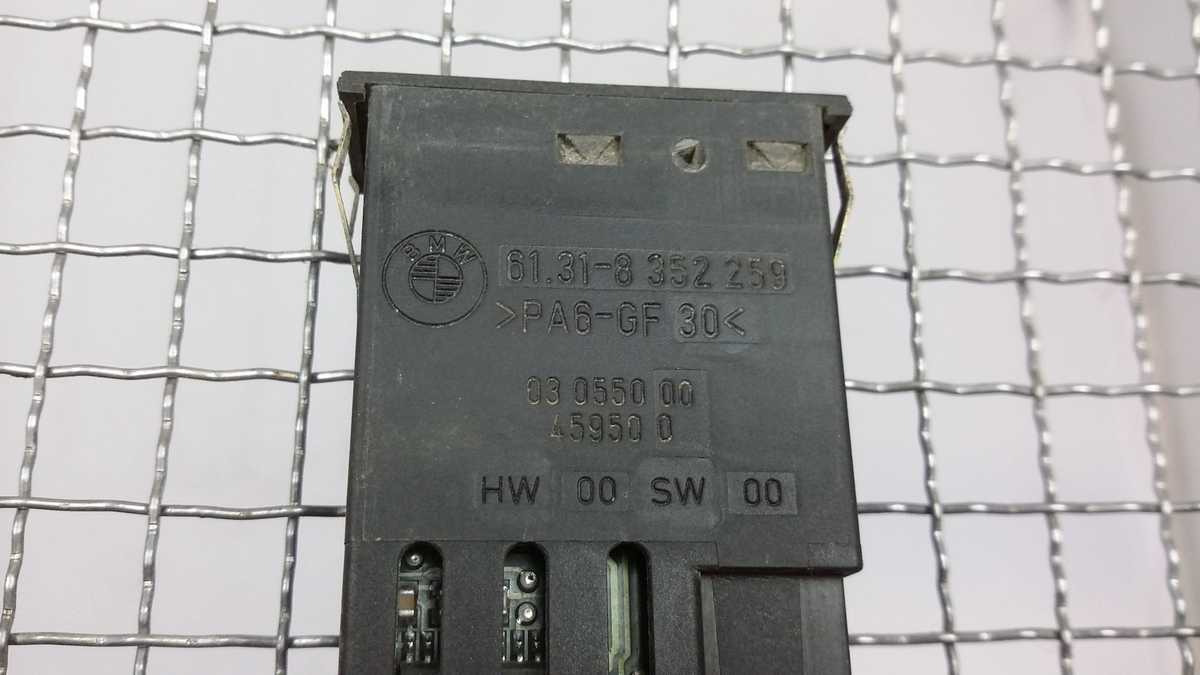 BMW
61.31-8 352 259
>PA6-GF 30<
03 0550 00
45950 0
HW 00 SW 00